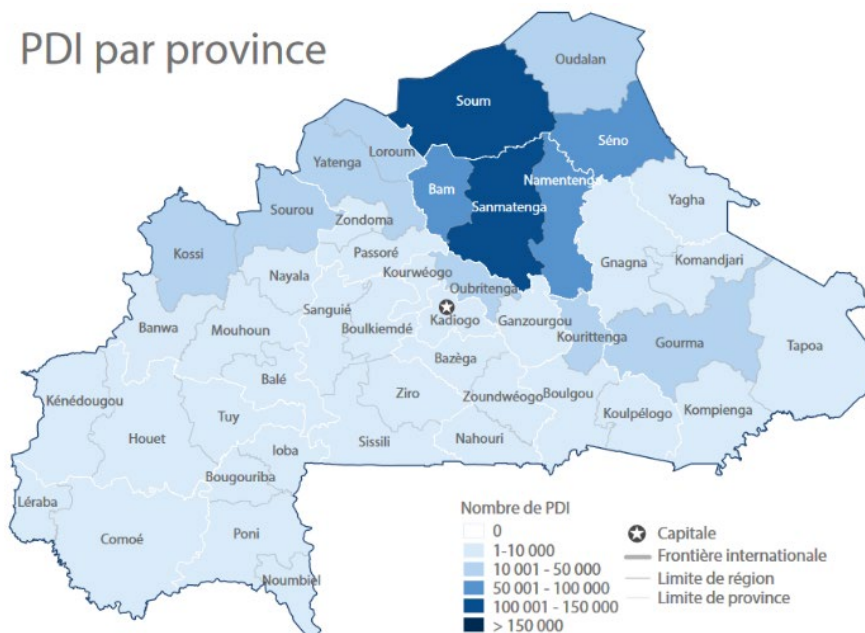 PDI par province
Oudalan
Soum
Séno
Loroum
Yatenga
Bam
Namentenga
Sanmatenga
Yagha
Sourou
Zondoma
Kossi
Gnagna
Komandjari
Passoré
Nayala
Kourwéogo
Oubritenga
Sanguié
Banwa
Mouhoun
Boulkiemdé
Kadiogo
Ganzourgou
Kourittenga
Gourma
Tapoa
Bazèga
Balé
Kénédougou
Ziro
Zoundwéogo
Boulgou
Koulpélogo
Kompienga
Tuy
Houet
Sissili
Nahouri
Ioba
Bougouriba
Léraba
Comoé
Poni
Noumbiel
Nombre de PDI
0
1-10 000
10 001 - 50 000
50 001 - 100 000
100 001 - 150 000
> 150 000
Capitale
Frontière internationale
Limite de région
Limite de province